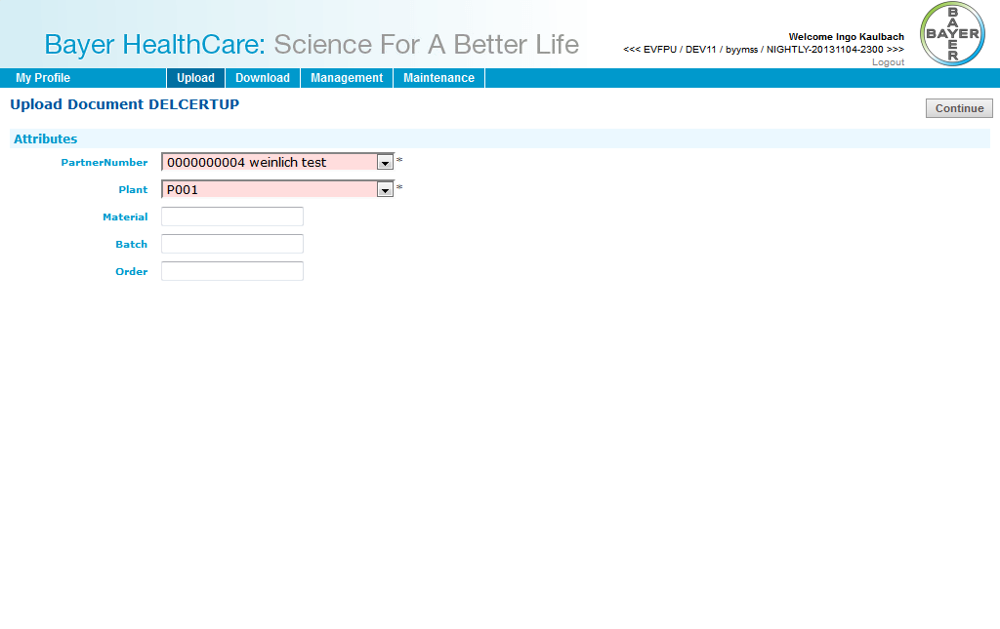 Bayer HealthCare: Science For A Better Life
Welcome Ingo Kaulbach
<<< EVFPU / DEV11 / byymss / NIGHTLY-20131104-2300 >>>
Logout
BAYER
BAYER
My Profile Upload Download Management Maintenance
Upload Document DELCERTUP
Continue
Attributes
PartnerNumber 0000000004 weinlich test *
Plant P001 *
Material
Batch
Order